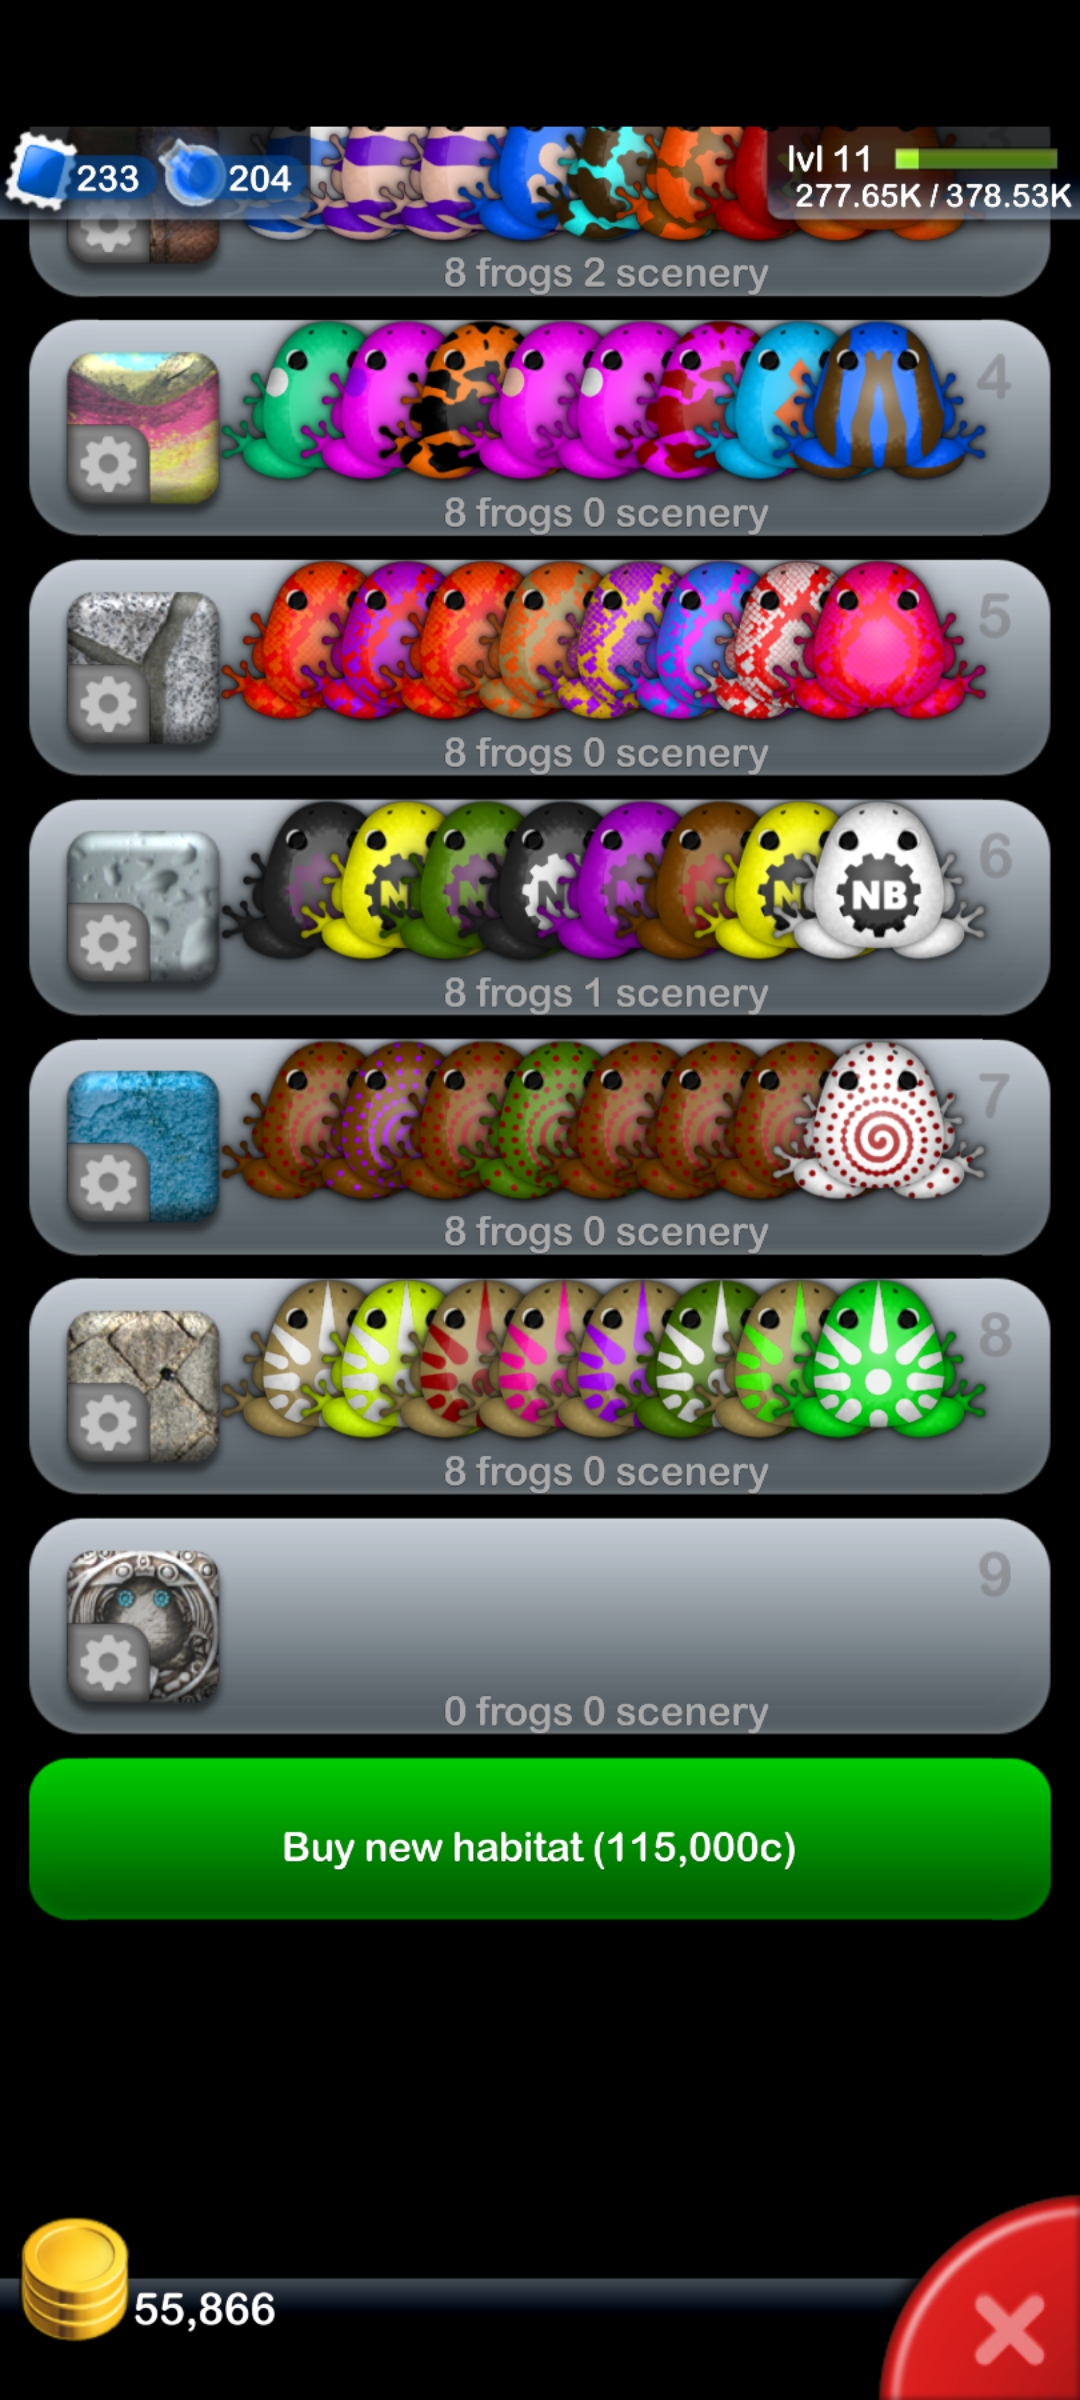 233
204
lvl 11
277.65K / 378.53K
8 frogs 2 scenery
4
8 frogs 0 scenery
5
8 frogs 0 scenery
6
N
N
N
N
N
NB
8 frogs 1 scenery
7
8 frogs 0 scenery
8
8 frogs 0 scenery
9
0 frogs 0 scenery
Buy new habitat (115,000c)
55,866